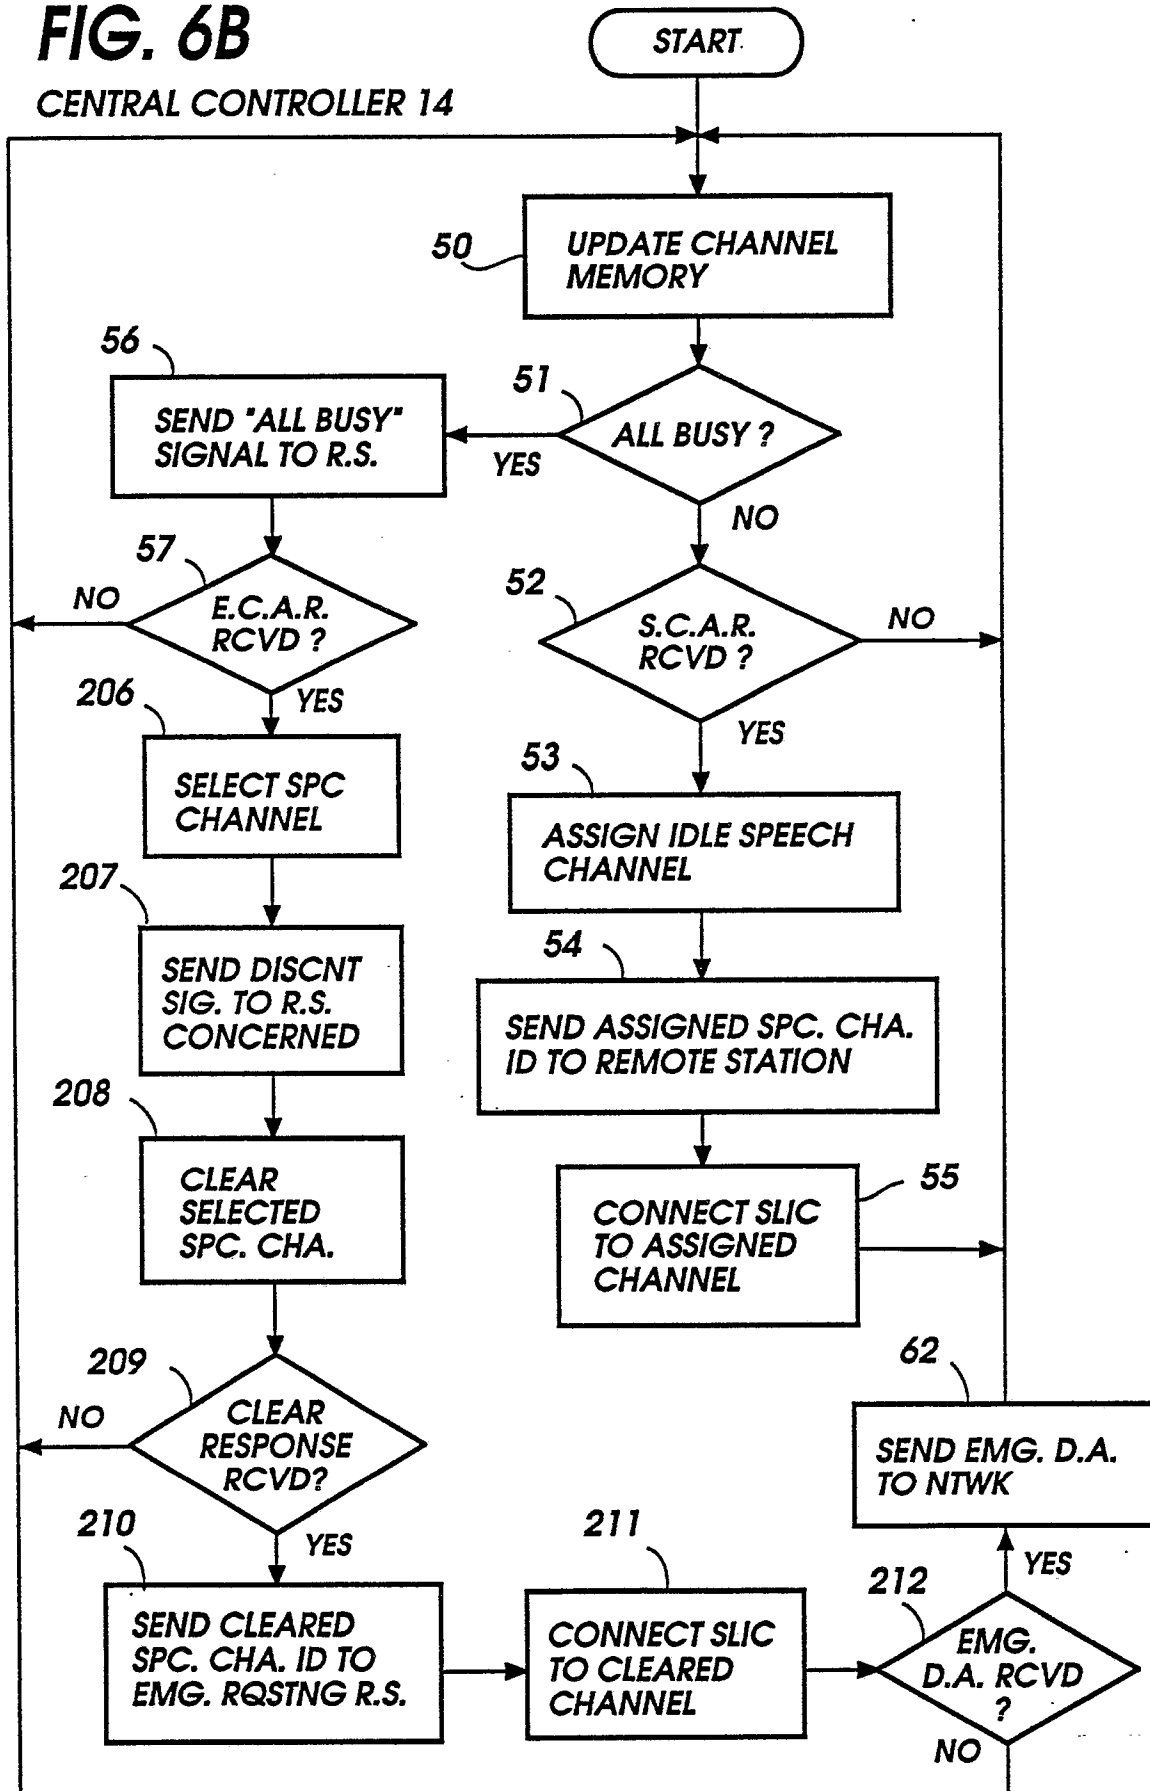 FIG. 6B
CENTRAL CONTROLLER 14
START
50
UPDATE CHANNEL
MEMORY
56
SEND "ALL BUSY"
SIGNAL TO R.S.
51
ALL BUSY ?
YES
NO
57
E.C.A.R.
RCVD ?
NO
YES
52
S.C.A.R.
RCVD ?
NO
YES
206
SELECT SPC
CHANNEL
53
ASSIGN IDLE SPEECH
CHANNEL
207
SEND DISCNT
SIG. TO R.S.
CONCERNED
54
SEND ASSIGNED SPC. CHA.
ID TO REMOTE STATION
208
CLEAR
SELECTED
SPC. CHA.
55
CONNECT SLIC
TO ASSIGNED
CHANNEL
209
CLEAR
RESPONSE
RCVD?
NO
YES
62
SEND EMG. D.A.
TO NTWK
210
SEND CLEARED
SPC. CHA. ID TO
EMG. RQSTNG R.S.
211
CONNECT SLIC
TO CLEARED
CHANNEL
212
EMG.
D.A. RCVD
?
YES
NO